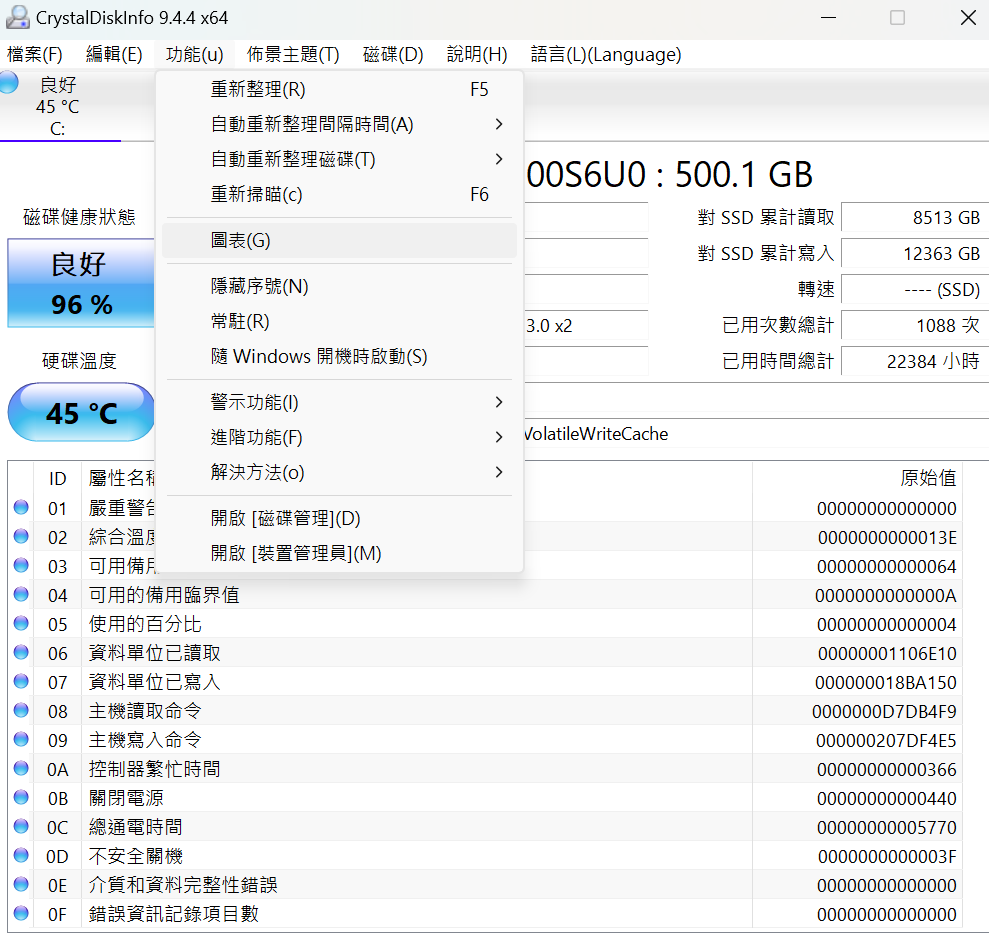 CrystalDiskInfo 9.4.4 x64
檔案(F) 編輯(E) 功能(u) 佈景主題(T) 磁碟(D) 說明(H) 語言(L)(Language)
良好
45 °C
C:
重新整理(R) F5
自動重新整理間隔時間(A)
自動重新整理磁碟(T)
重新掃瞄(c) F6
圖表(G)
隱藏序號(N)
常駐(R)
隨 Windows 開機時啟動(S)
警示功能(I)
進階功能(F)
解決方法(o)
開啟 [磁碟管理](D)
開啟 [裝置管理員](M)
00S6U0 : 500.1 GB
磁碟健康狀態
良好
96 %
硬碟溫度
45 °C
對 SSD 累計讀取 8513 GB
對 SSD 累計寫入 12363 GB
轉速 ---- (SSD)
3.0 x2 已用次數總計 1088 次
已用時間總計 22384 小時
VolatileWriteCache
ID 屬性名稱 原始值
01 嚴重警告 00000000000000
02 綜合溫度 0000000000013E
03 可用備用 00000000000064
04 可用的備用臨界值 0000000000000A
05 使用的百分比 00000000000004
06 資料單位已讀取 00000001106E10
07 資料單位已寫入 000000018BA150
08 主機讀取命令 0000000D7DB4F9
09 主機寫入命令 000000207DF4E5
0A 控制器繁忙時間 00000000000366
0B 關閉電源 00000000000440
0C 總通電時間 00000000005770
0D 不安全關機 0000000000003F
0E 介質和資料完整性錯誤 00000000000000
0F 錯誤資訊記錄項目數 00000000000000